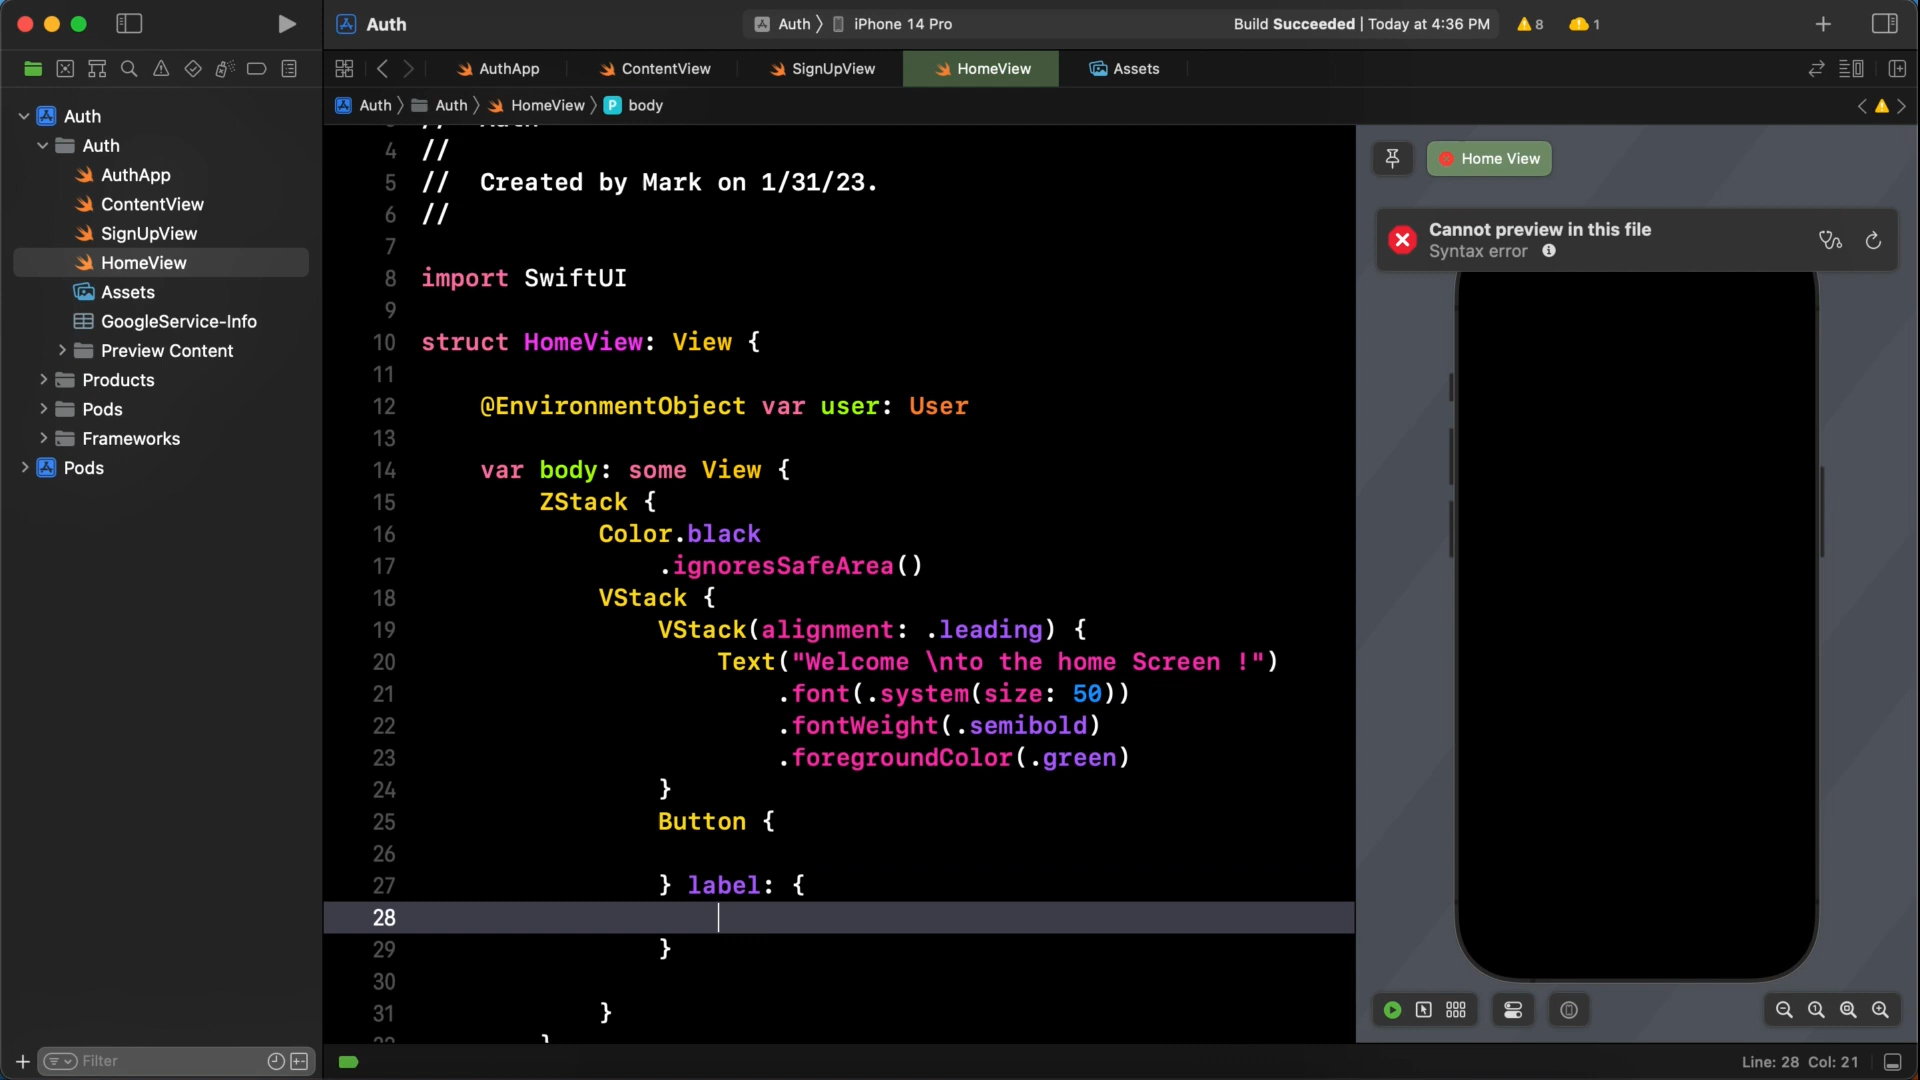 Auth
Auth
iPhone 14 Pro
Build Succeeded | Today at 4:36 PM
8
1
AuthApp
ContentView
SignUpView
HomeView
Assets
Auth
Auth
HomeView
P
body
Auth
Auth
AuthApp
ContentView
SignUpView
HomeView
Assets
GoogleService-Info
Preview Content
Products
Pods
Frameworks
Pods
4 //
5 //  Created by Mark on 1/31/23.
6 //
7
8 import SwiftUI
9
10 struct HomeView: View {
11
12 @EnvironmentObject var user: User
13
14 var body: some View {
15 ZStack {
16 Color.black
17 .ignoresSafeArea()
18 VStack {
19 VStack(alignment: .leading) {
20 Text("Welcome \nto the home Screen !")
21 .font(.system(size: 50))
22 .fontWeight(.semibold)
23 .foregroundColor(.green)
24 }
25 Button {
26
27 } label: {
28
29 }
30
31 }
Home View
Cannot preview in this file
Syntax error
Filter
Line: 28 Col: 21